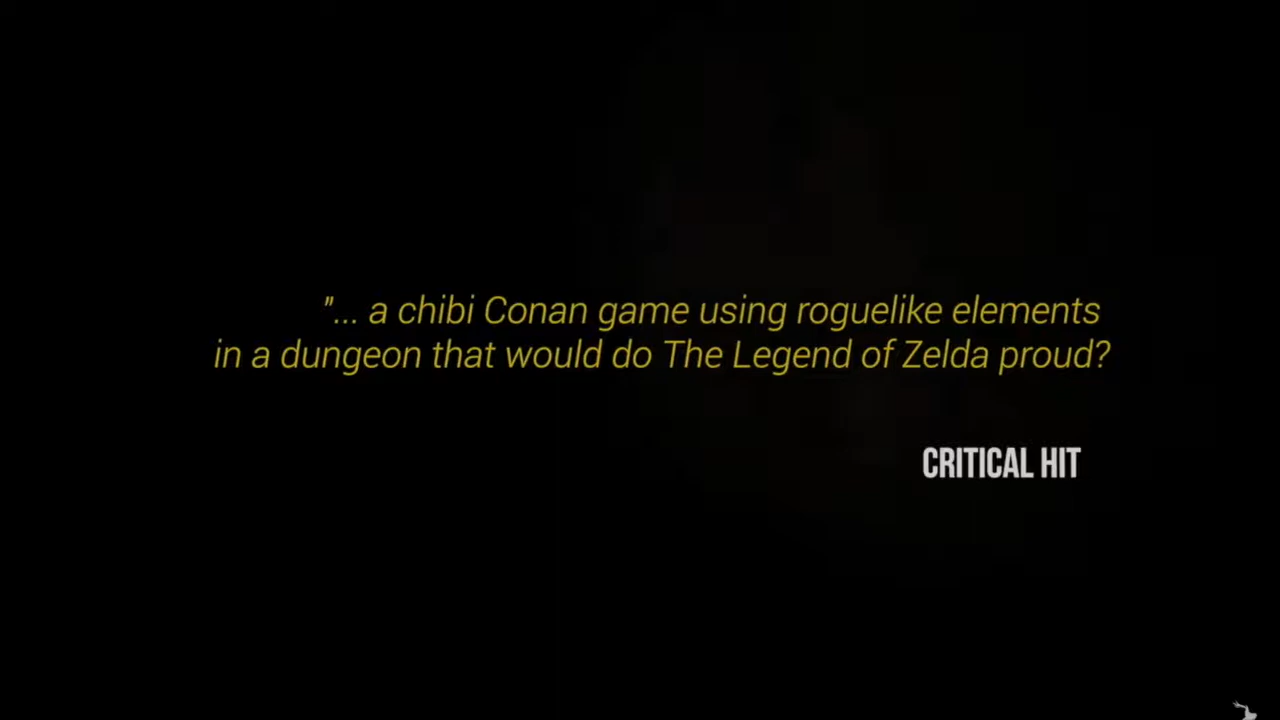 "... a chibi Conan game using roguelike elements
in a dungeon that would do The Legend of Zelda proud?
CRITICAL HIT